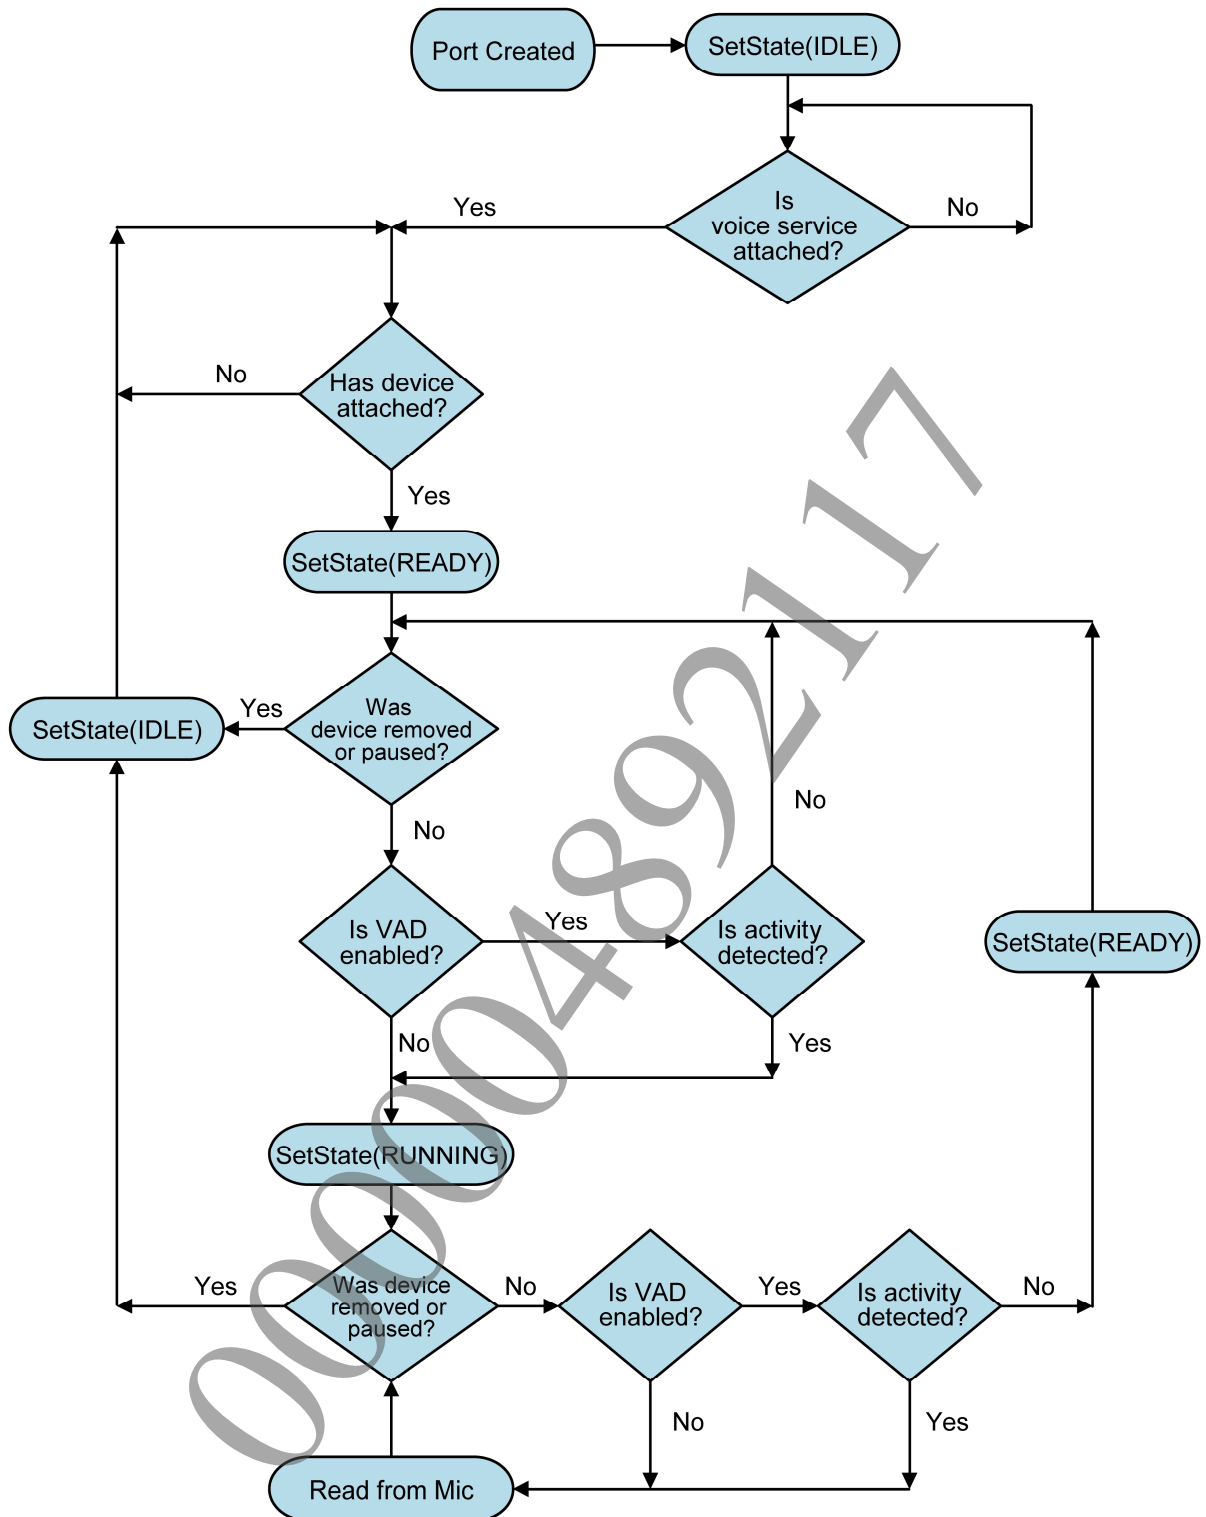 Port Created
SetState(IDLE)
Is
voice service
attached?
Yes
No
Has device
attached?
No
Yes
SetState(READY)
Was
device removed
or paused?
Yes
SetState(IDLE)
No
No
Is VAD
enabled?
Yes
Is activity
detected?
SetState(READY)
No
Yes
SetState(RUNNING)
Was device
removed or
paused?
Yes
No
Is VAD
enabled?
Yes
Is activity
detected?
No
No
Yes
Read from Mic
000004892117